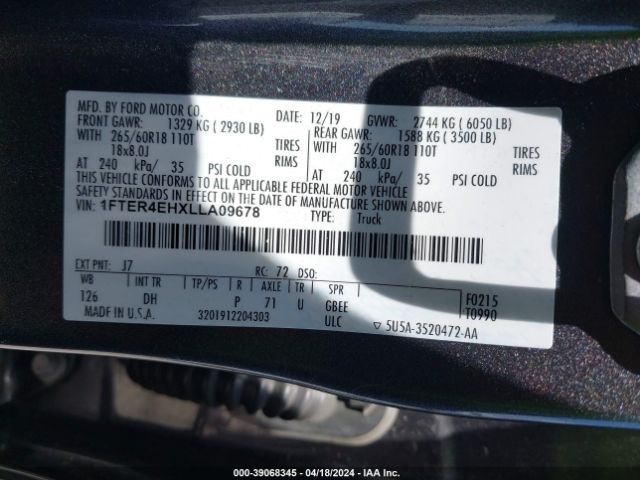 MFD. BY FORD MOTOR CO.
DATE: 12/19 GVWR: 2744 KG ( 6050 LB)
FRONT GAWR: 1329 KG ( 2930 LB) REAR GAWR: 1588 KG ( 3500 LB)
WITH 265/60R18 110T TIRES WITH 265/60R18 110T TIRES
18x8.0J RIMS 18x8.0J RIMS
AT 240 kPa/ 35 PSI COLD AT 240 kPa/ 35 PSI COLD
THIS VEHICLE CONFORMS TO ALL APPLICABLE FEDERAL MOTOR VEHICLE
SAFETY STANDARDS IN EFFECT ON THE DATE OF MANUFACTURE SHOWN ABOVE.
VIN: 1FTER4EHXLLA09678 TYPE: Truck
EXT PNT: J7 RC: 72 DSO:
WB INT TR TP/PS R AXLE TR SPR
126 DH P 71 U GBEE F0215
MADE IN U.S.A. 3201912204303 ULC T0990
▽ 5U5A-3520472-AA
000-39068345 - 04/18/2024 - IAA Inc.